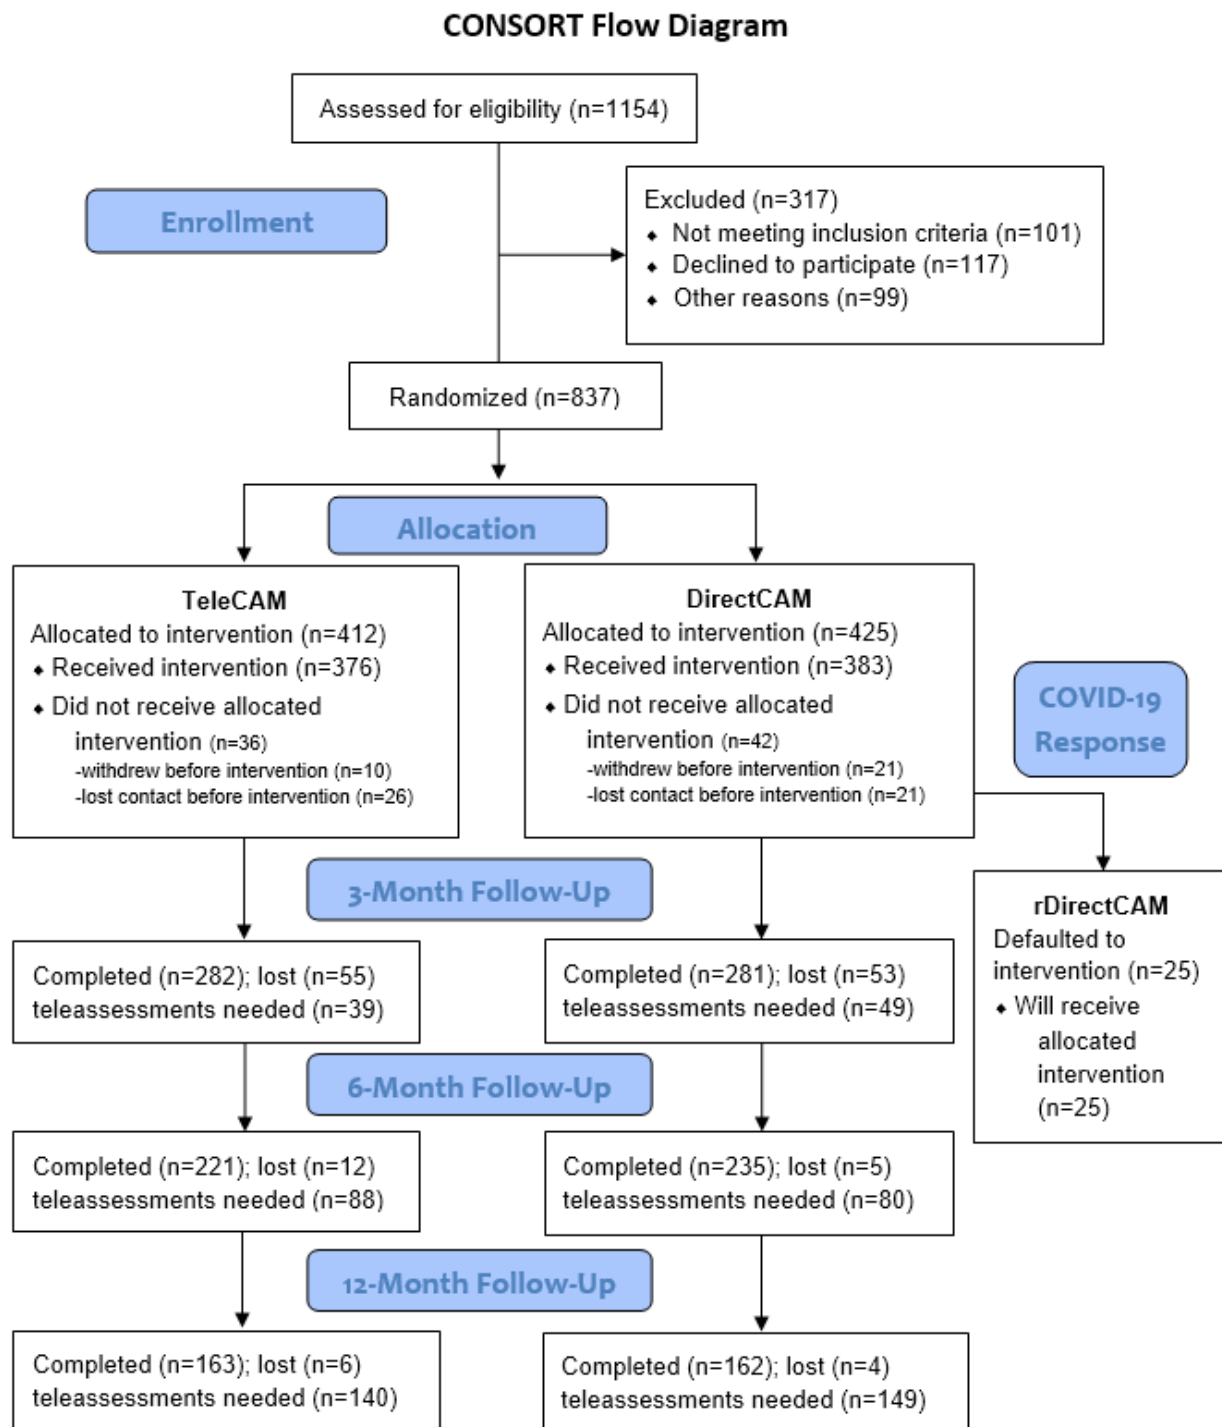 CONSORT Flow Diagram
Assessed for eligibility (n=1154)
Enrollment
Excluded (n=317)
⬥ Not meeting inclusion criteria (n=101)
⬥ Declined to participate (n=117)
⬥ Other reasons (n=99)
Randomized (n=837)
Allocation
TeleCAM
Allocated to intervention (n=412)
⬥ Received intervention (n=376)
⬥ Did not receive allocated
intervention (n=36)
-withdrew before intervention (n=10)
-lost contact before intervention (n=26)
DirectCAM
Allocated to intervention (n=425)
⬥ Received intervention (n=383)
⬥ Did not receive allocated
intervention (n=42)
-withdrew before intervention (n=21)
-lost contact before intervention (n=21)
COVID-19
Response
rDirectCAM
Defaulted to
intervention (n=25)
⬥ Will receive
allocated
intervention
(n=25)
3-Month Follow-Up
Completed (n=282); lost (n=55)
teleassessments needed (n=39)
Completed (n=281); lost (n=53)
teleassessments needed (n=49)
6-Month Follow-Up
Completed (n=221); lost (n=12)
teleassessments needed (n=88)
Completed (n=235); lost (n=5)
teleassessments needed (n=80)
12-Month Follow-Up
Completed (n=163); lost (n=6)
teleassessments needed (n=140)
Completed (n=162); lost (n=4)
teleassessments needed (n=149)